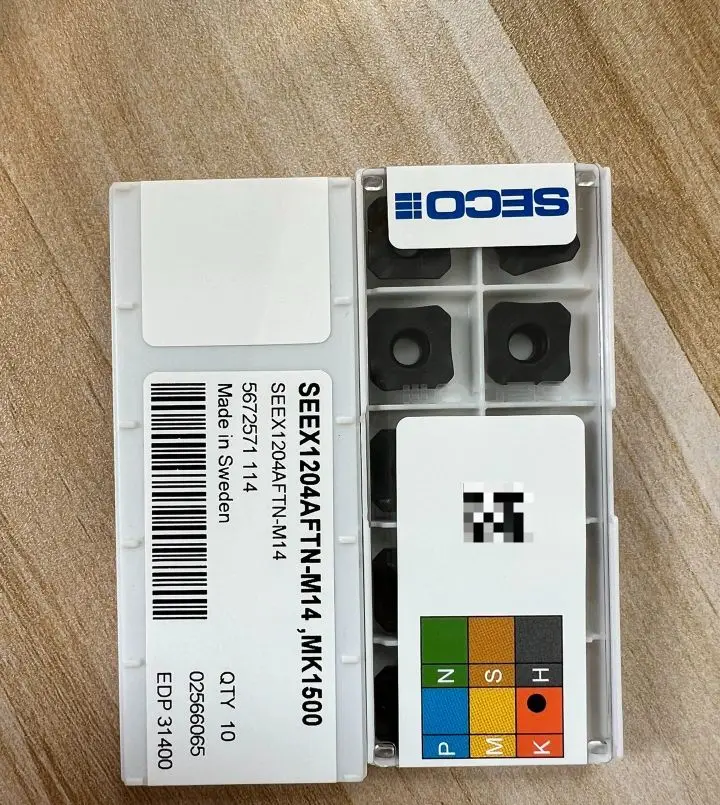 SEEX1204AFTN-M14 ,MK1500
SEEX1204AFTN-M14
5672571 114
Made in Sweden
QTY 10
02566065
EDP 31400
SECO
N S H
P M K